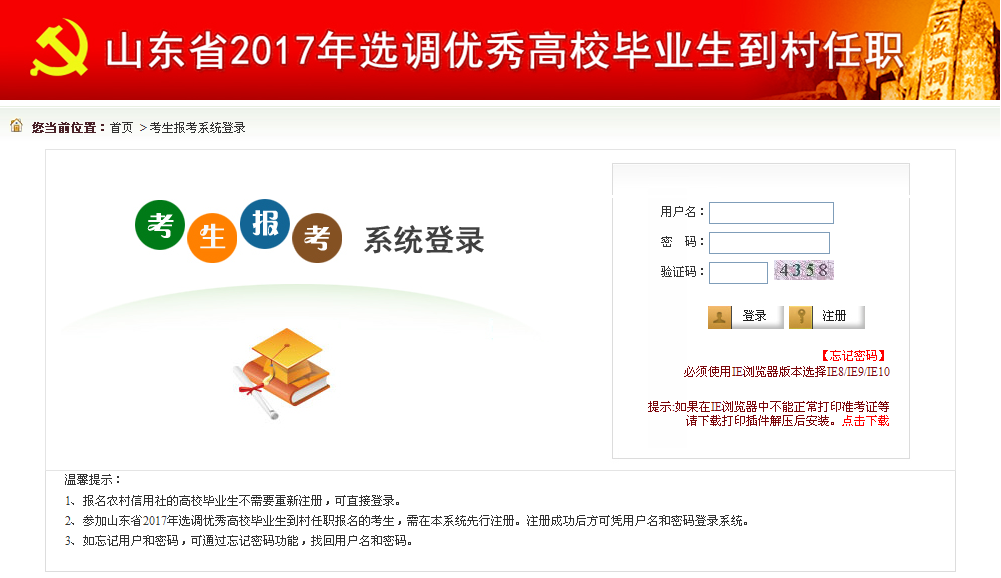 山东省2017年选调优秀高校毕业生到村任职
您当前位置：首页 >考生报考系统登录
考生报考 系统登录
用户名：
密 码：
验证码： 4358
登录 注册
【忘记密码】
必须使用IE浏览器版本选择IE8/IE9/IE10
提示:如果在IE浏览器中不能正常打印准考证等
请下载打印插件解压后安装。点击下载
温馨提示：
1、报名农村信用社的高校毕业生不需要重新注册，可直接登录。
2、参加山东省2017年选调优秀高校毕业生到村任职报名的考生，需在本系统先行注册。注册成功后方可凭用户名和密码登录系统。
3、如忘记用户和密码，可通过忘记密码功能，找回用户名和密码。